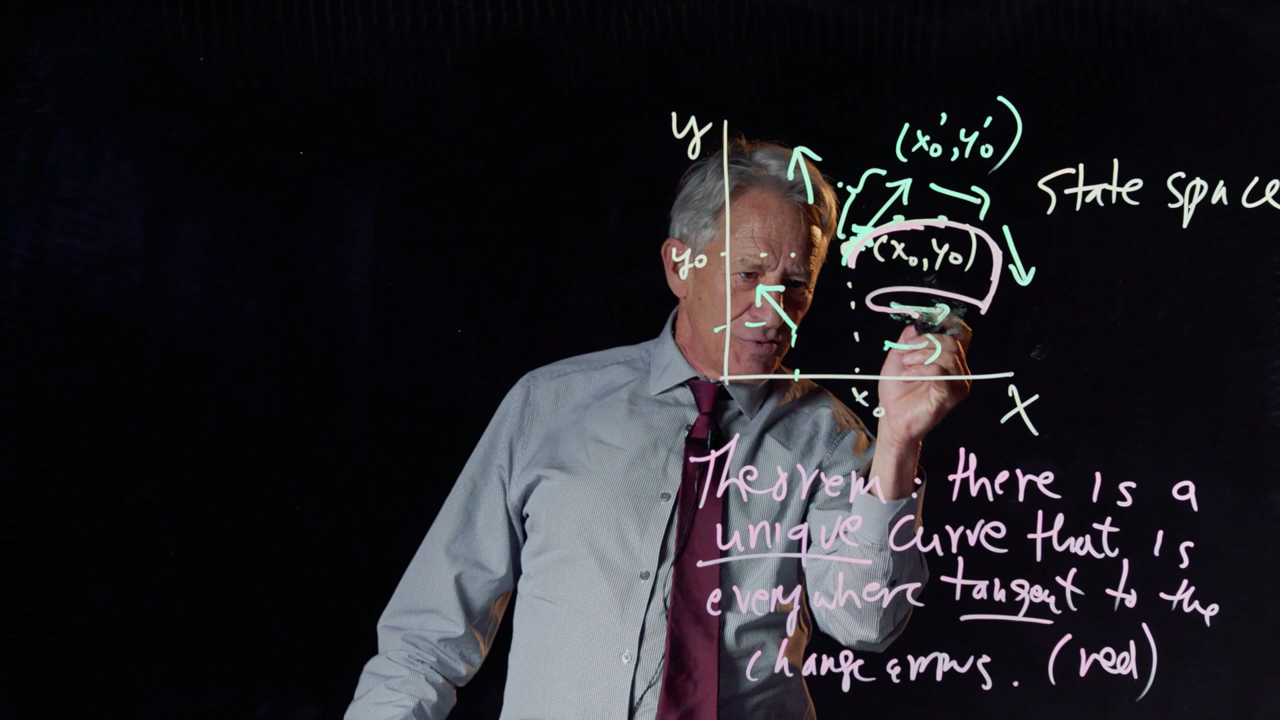 y
(x₀',y₀')
State space
y₀
(x₀,y₀)
x₀
X
Theorem: there is a
unique curve that is
everywhere tangent to the
change arrows. (red)